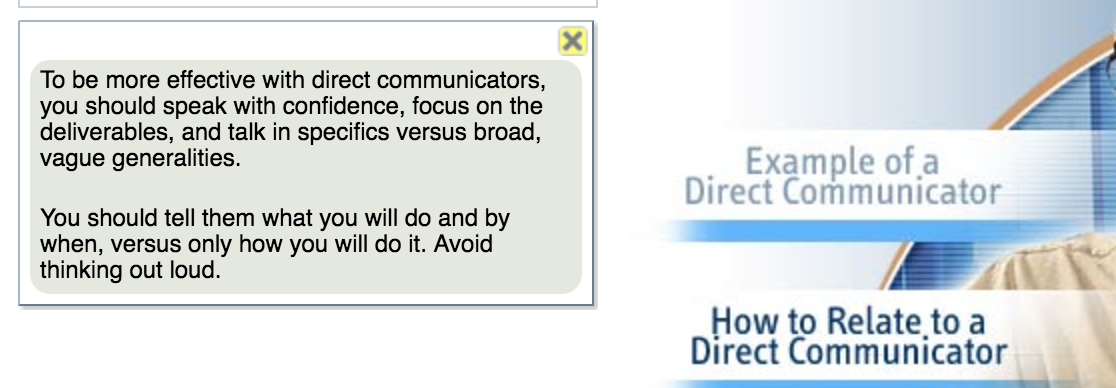 To be more effective with direct communicators,
you should speak with confidence, focus on the
deliverables, and talk in specifics versus broad,
vague generalities.
You should tell them what you will do and by
when, versus only how you will do it. Avoid
thinking out loud.
Example of a
Direct Communicator
How to Relate to a
Direct Communicator